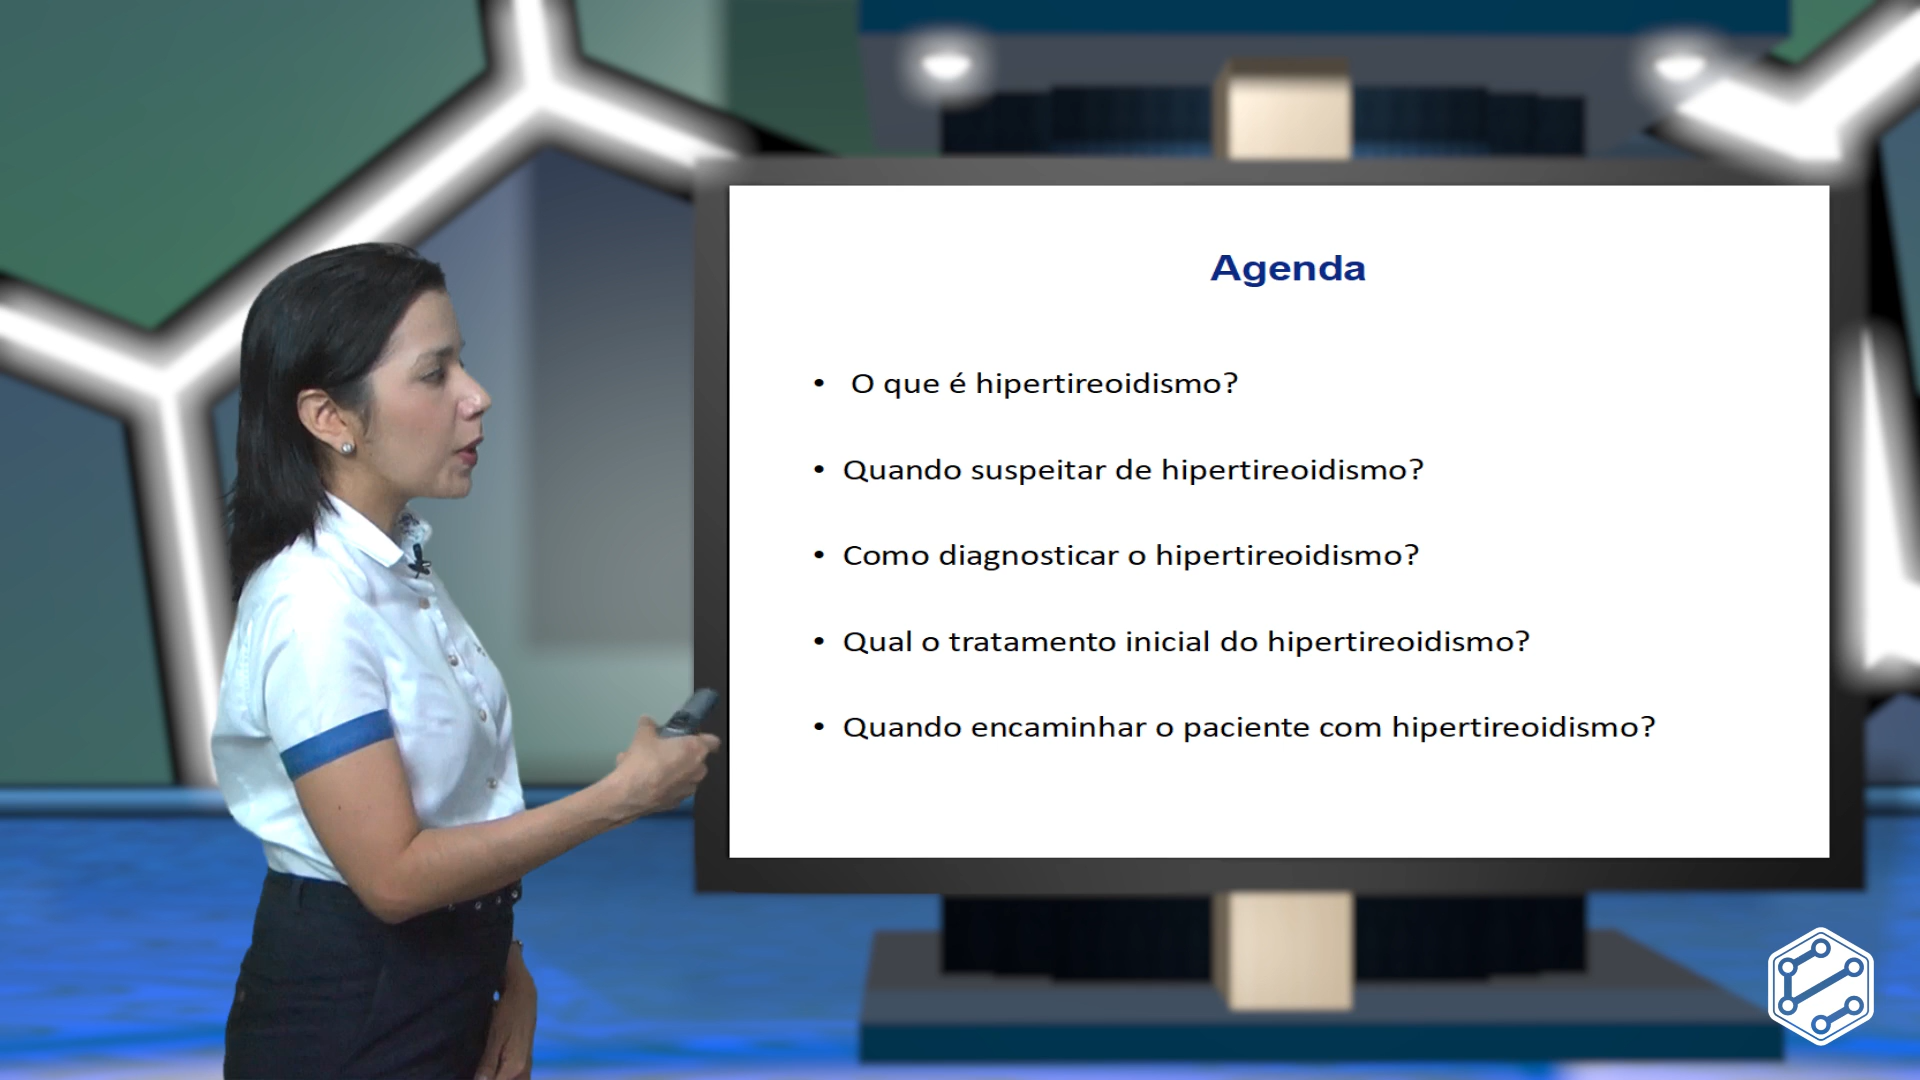 Agenda
• O que é hipertireoidismo?
• Quando suspeitar de hipertireoidismo?
• Como diagnosticar o hipertireoidismo?
• Qual o tratamento inicial do hipertireoidismo?
• Quando encaminhar o paciente com hipertireoidismo?